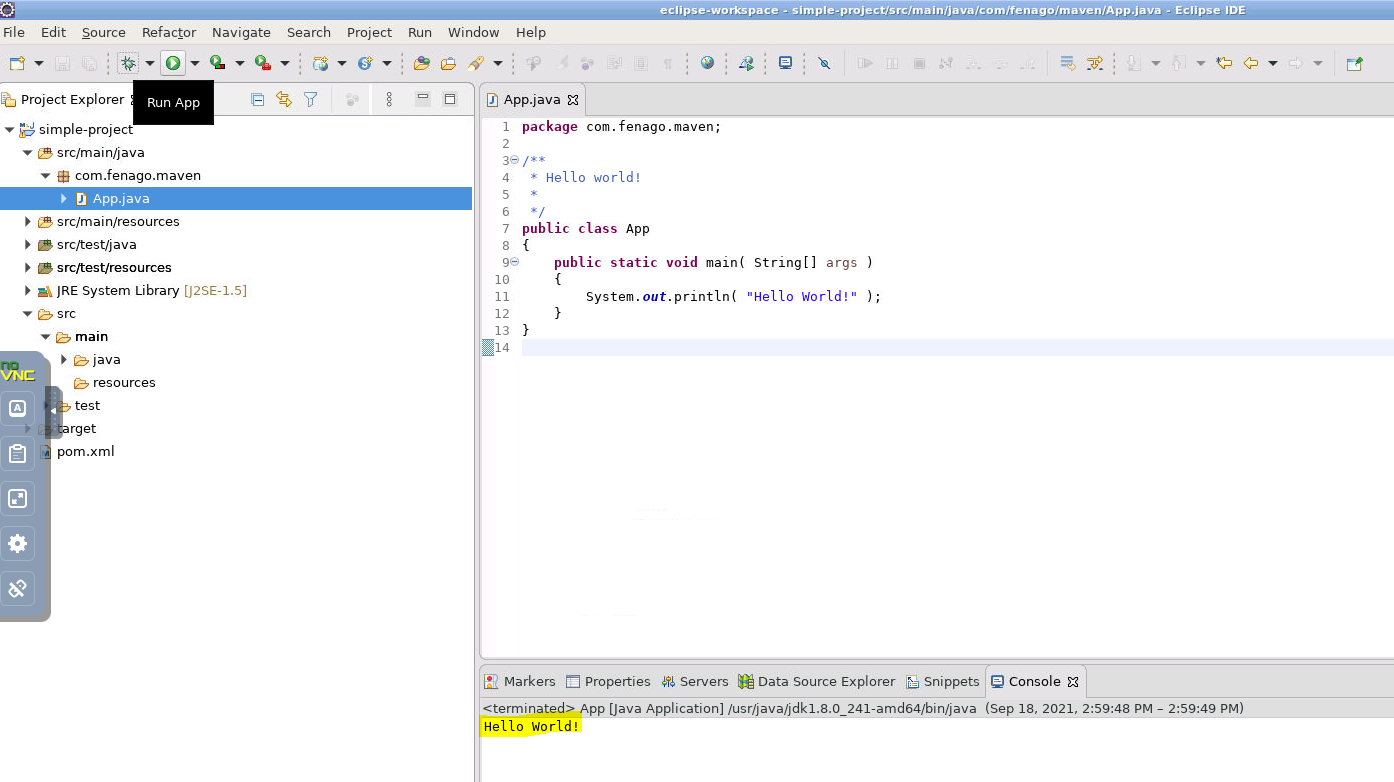 eclipse-workspace - simple-project/src/main/java/com/fenago/maven/App.java - Eclipse IDE
File Edit Source Refactor Navigate Search Project Run Window Help
Project Explorer
Run App
simple-project
src/main/java
com.fenago.maven
App.java
src/main/resources
src/test/java
src/test/resources
JRE System Library [J2SE-1.5]
src
main
java
resources
test
target
pom.xml
no
VNC
A
App.java
1 package com.fenago.maven;
2
3 /**
4  * Hello world!
5  *
6  */
7 public class App
8 {
9     public static void main( String[] args )
10     {
11         System.out.println( "Hello World!" );
12     }
13 }
14
Markers Properties Servers Data Source Explorer Snippets Console
<terminated> App [Java Application] /usr/java/jdk1.8.0_241-amd64/bin/java (Sep 18, 2021, 2:59:48 PM – 2:59:49 PM)
Hello World!